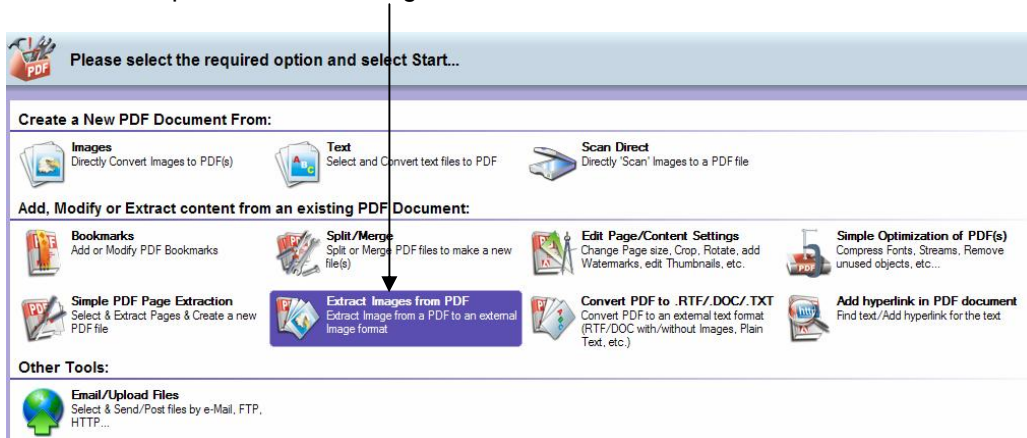 PDF
Please select the required option and select Start...
Create a New PDF Document From:
Images
Directly Convert Images to PDF(s)
Text
Select and Convert text files to PDF
Scan Direct
Directly 'Scan' Images to a PDF file
Add, Modify or Extract content from an existing PDF Document:
Bookmarks
Add or Modify PDF Bookmarks
Split/Merge
Split or Merge PDF files to make a new
file(s)
Edit Page/Content Settings
Change Page size, Crop, Rotate, add
Watermarks, edit Thumbnails, etc.
Simple Optimization of PDF(s)
Compress Fonts, Streams, Remove
unused objects, etc...
Simple PDF Page Extraction
Select & Extract Pages & Create a new
PDF file
Extract Images from PDF
Extract Image from a PDF to an external
Image format
Convert PDF to .RTF/.DOC/.TXT
Convert PDF to an external text format
(RTF/DOC with/without Images, Plain
Text, etc.)
Add hyperlink in PDF document
Find text/Add hyperlink for the text
Other Tools:
Email/Upload Files
Select & Send/Post files by e-Mail, FTP,
HTTP...